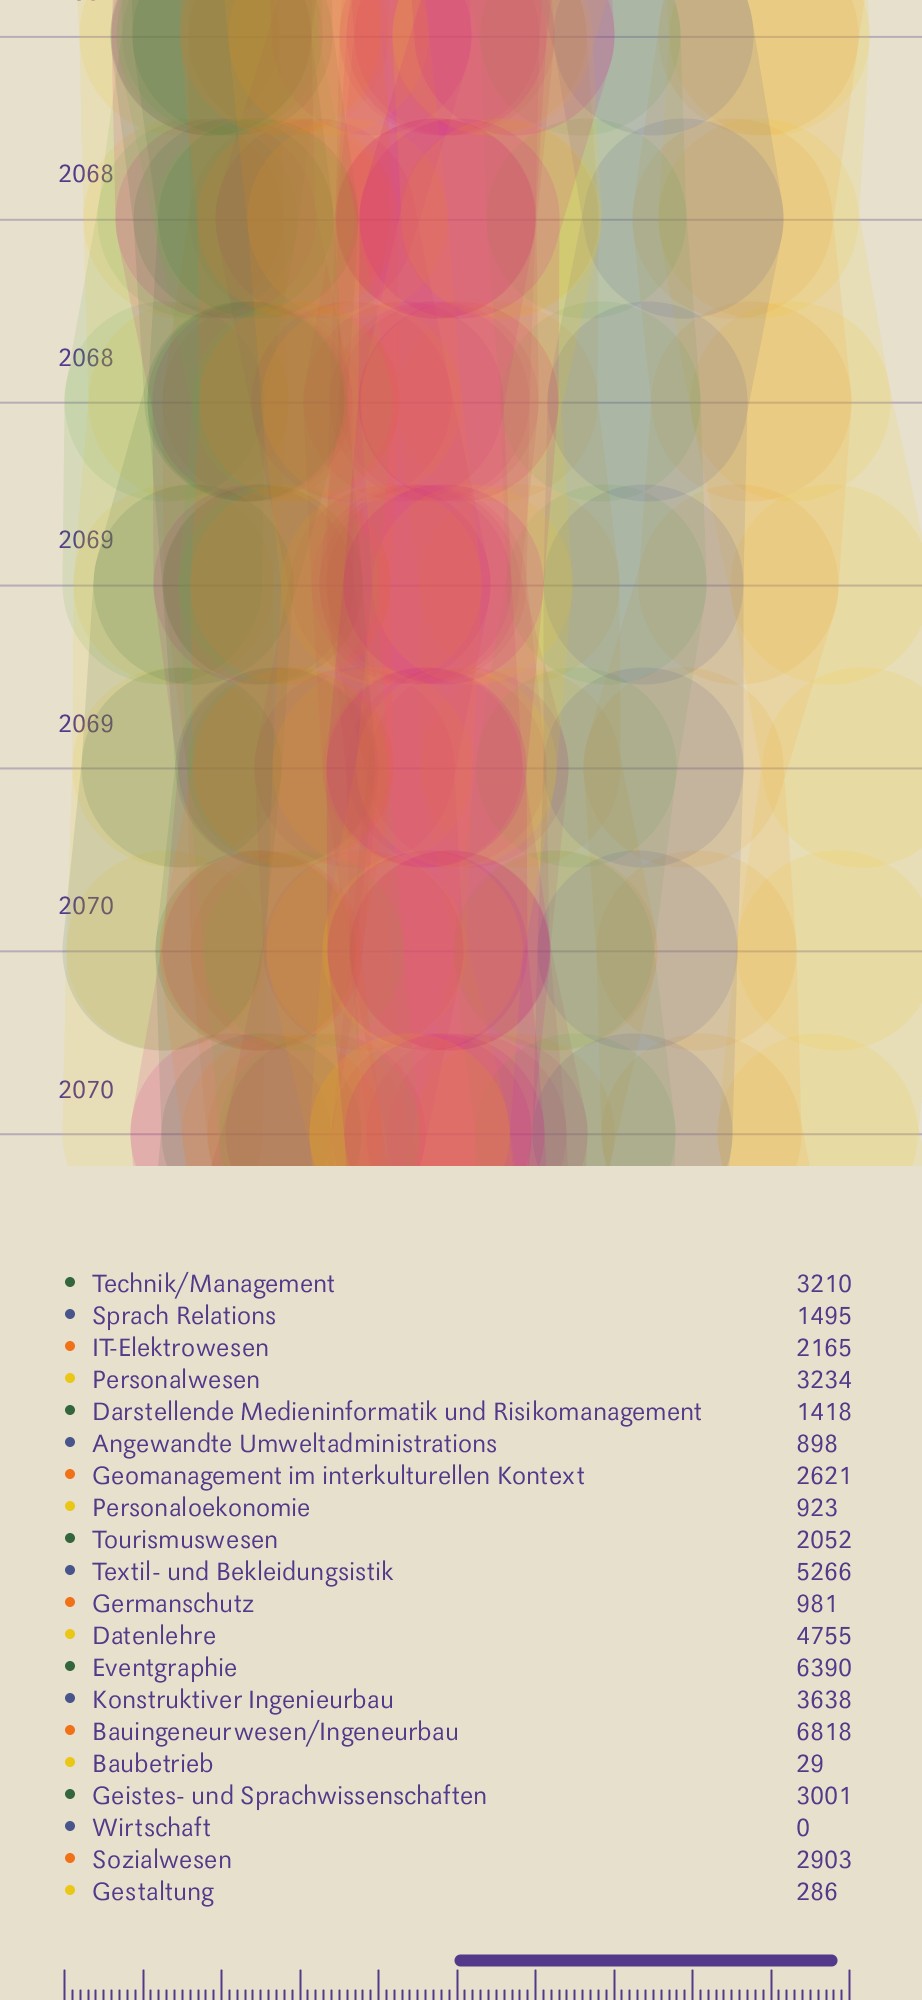 2068
2068
2069
2069
2070
2070
Technik/Management 3210
Sprach Relations 1495
IT-Elektrowesen 2165
Personalwesen 3234
Darstellende Medieninformatik und Risikomanagement 1418
Angewandte Umweltadministrations 898
Geomanagement im interkulturellen Kontext 2621
Personaloekonomie 923
Tourismuswesen 2052
Textil- und Bekleidungsistik 5266
Germanschutz 981
Datenlehre 4755
Eventgraphie 6390
Konstruktiver Ingenieurbau 3638
Bauingeneurwesen/Ingeneurbau 6818
Baubetrieb 29
Geistes- und Sprachwissenschaften 3001
Wirtschaft 0
Sozialwesen 2903
Gestaltung 286